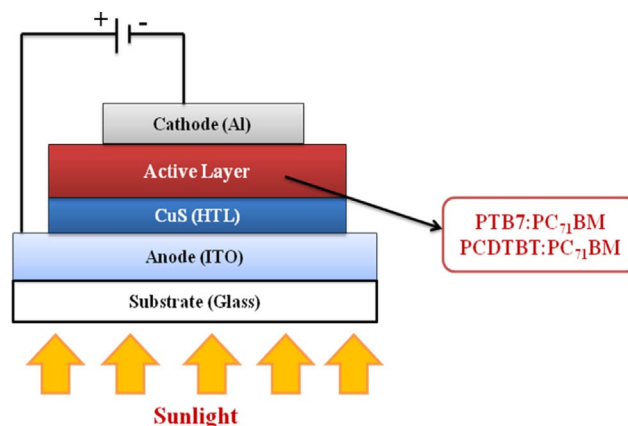 + -
Cathode (Al)
Active Layer
CuS (HTL)
Anode (ITO)
Substrate (Glass)
PTB7:PC₇₁BM
PCDTBT:PC₇₁BM
Sunlight